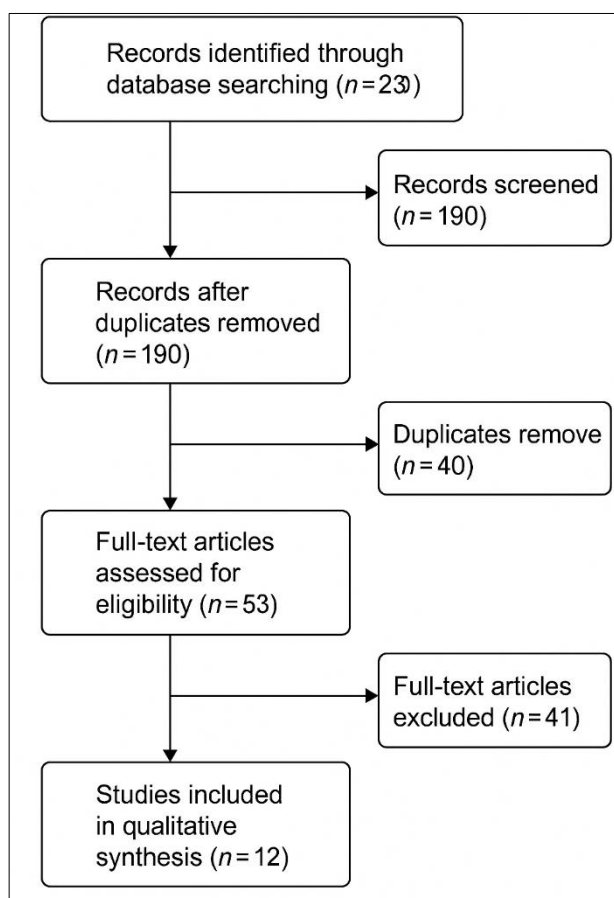 Records identified through
database searching (n=230)
Records screened
(n=190)
Records after
duplicates removed
(n=190)
Duplicates remove
(n=40)
Full-text articles
assessed for
eligibility (n=53)
Full-text articles
excluded (n=41)
Studies included
in qualitative
synthesis (n=12)